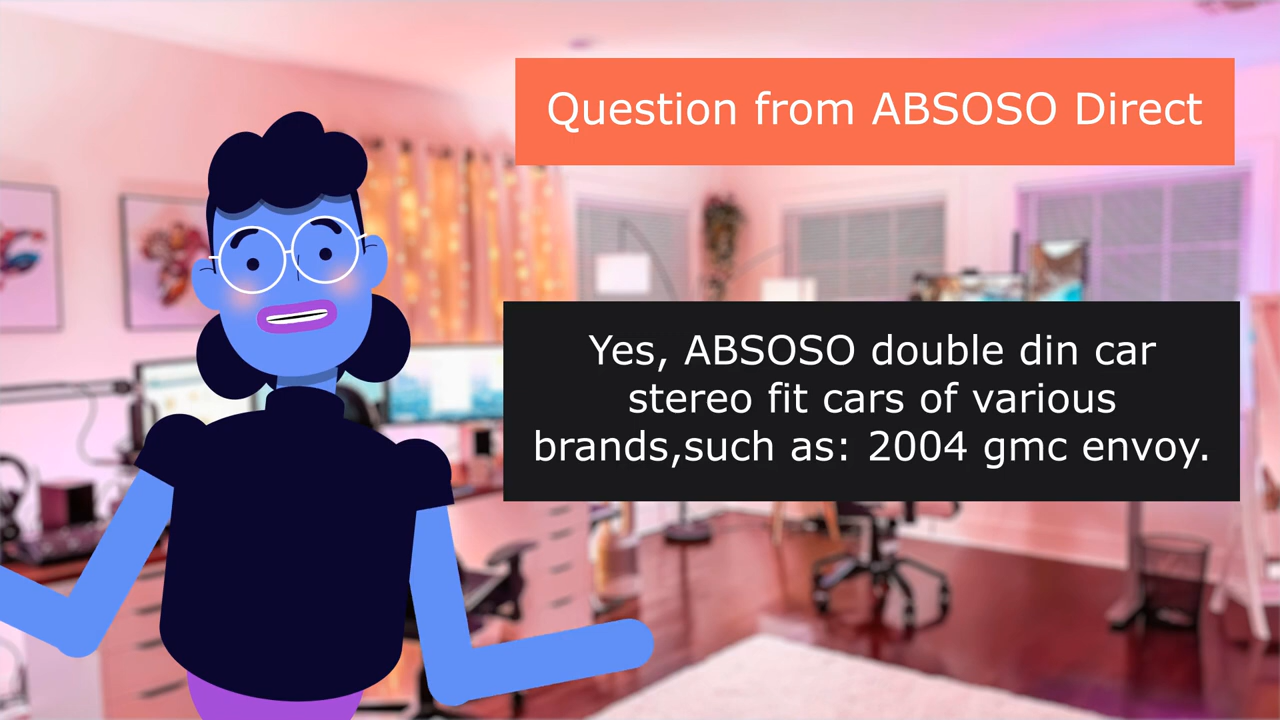 Question from ABSOSO Direct
Yes, ABSOSO double din car
stereo fit cars of various
brands,such as: 2004 gmc envoy.